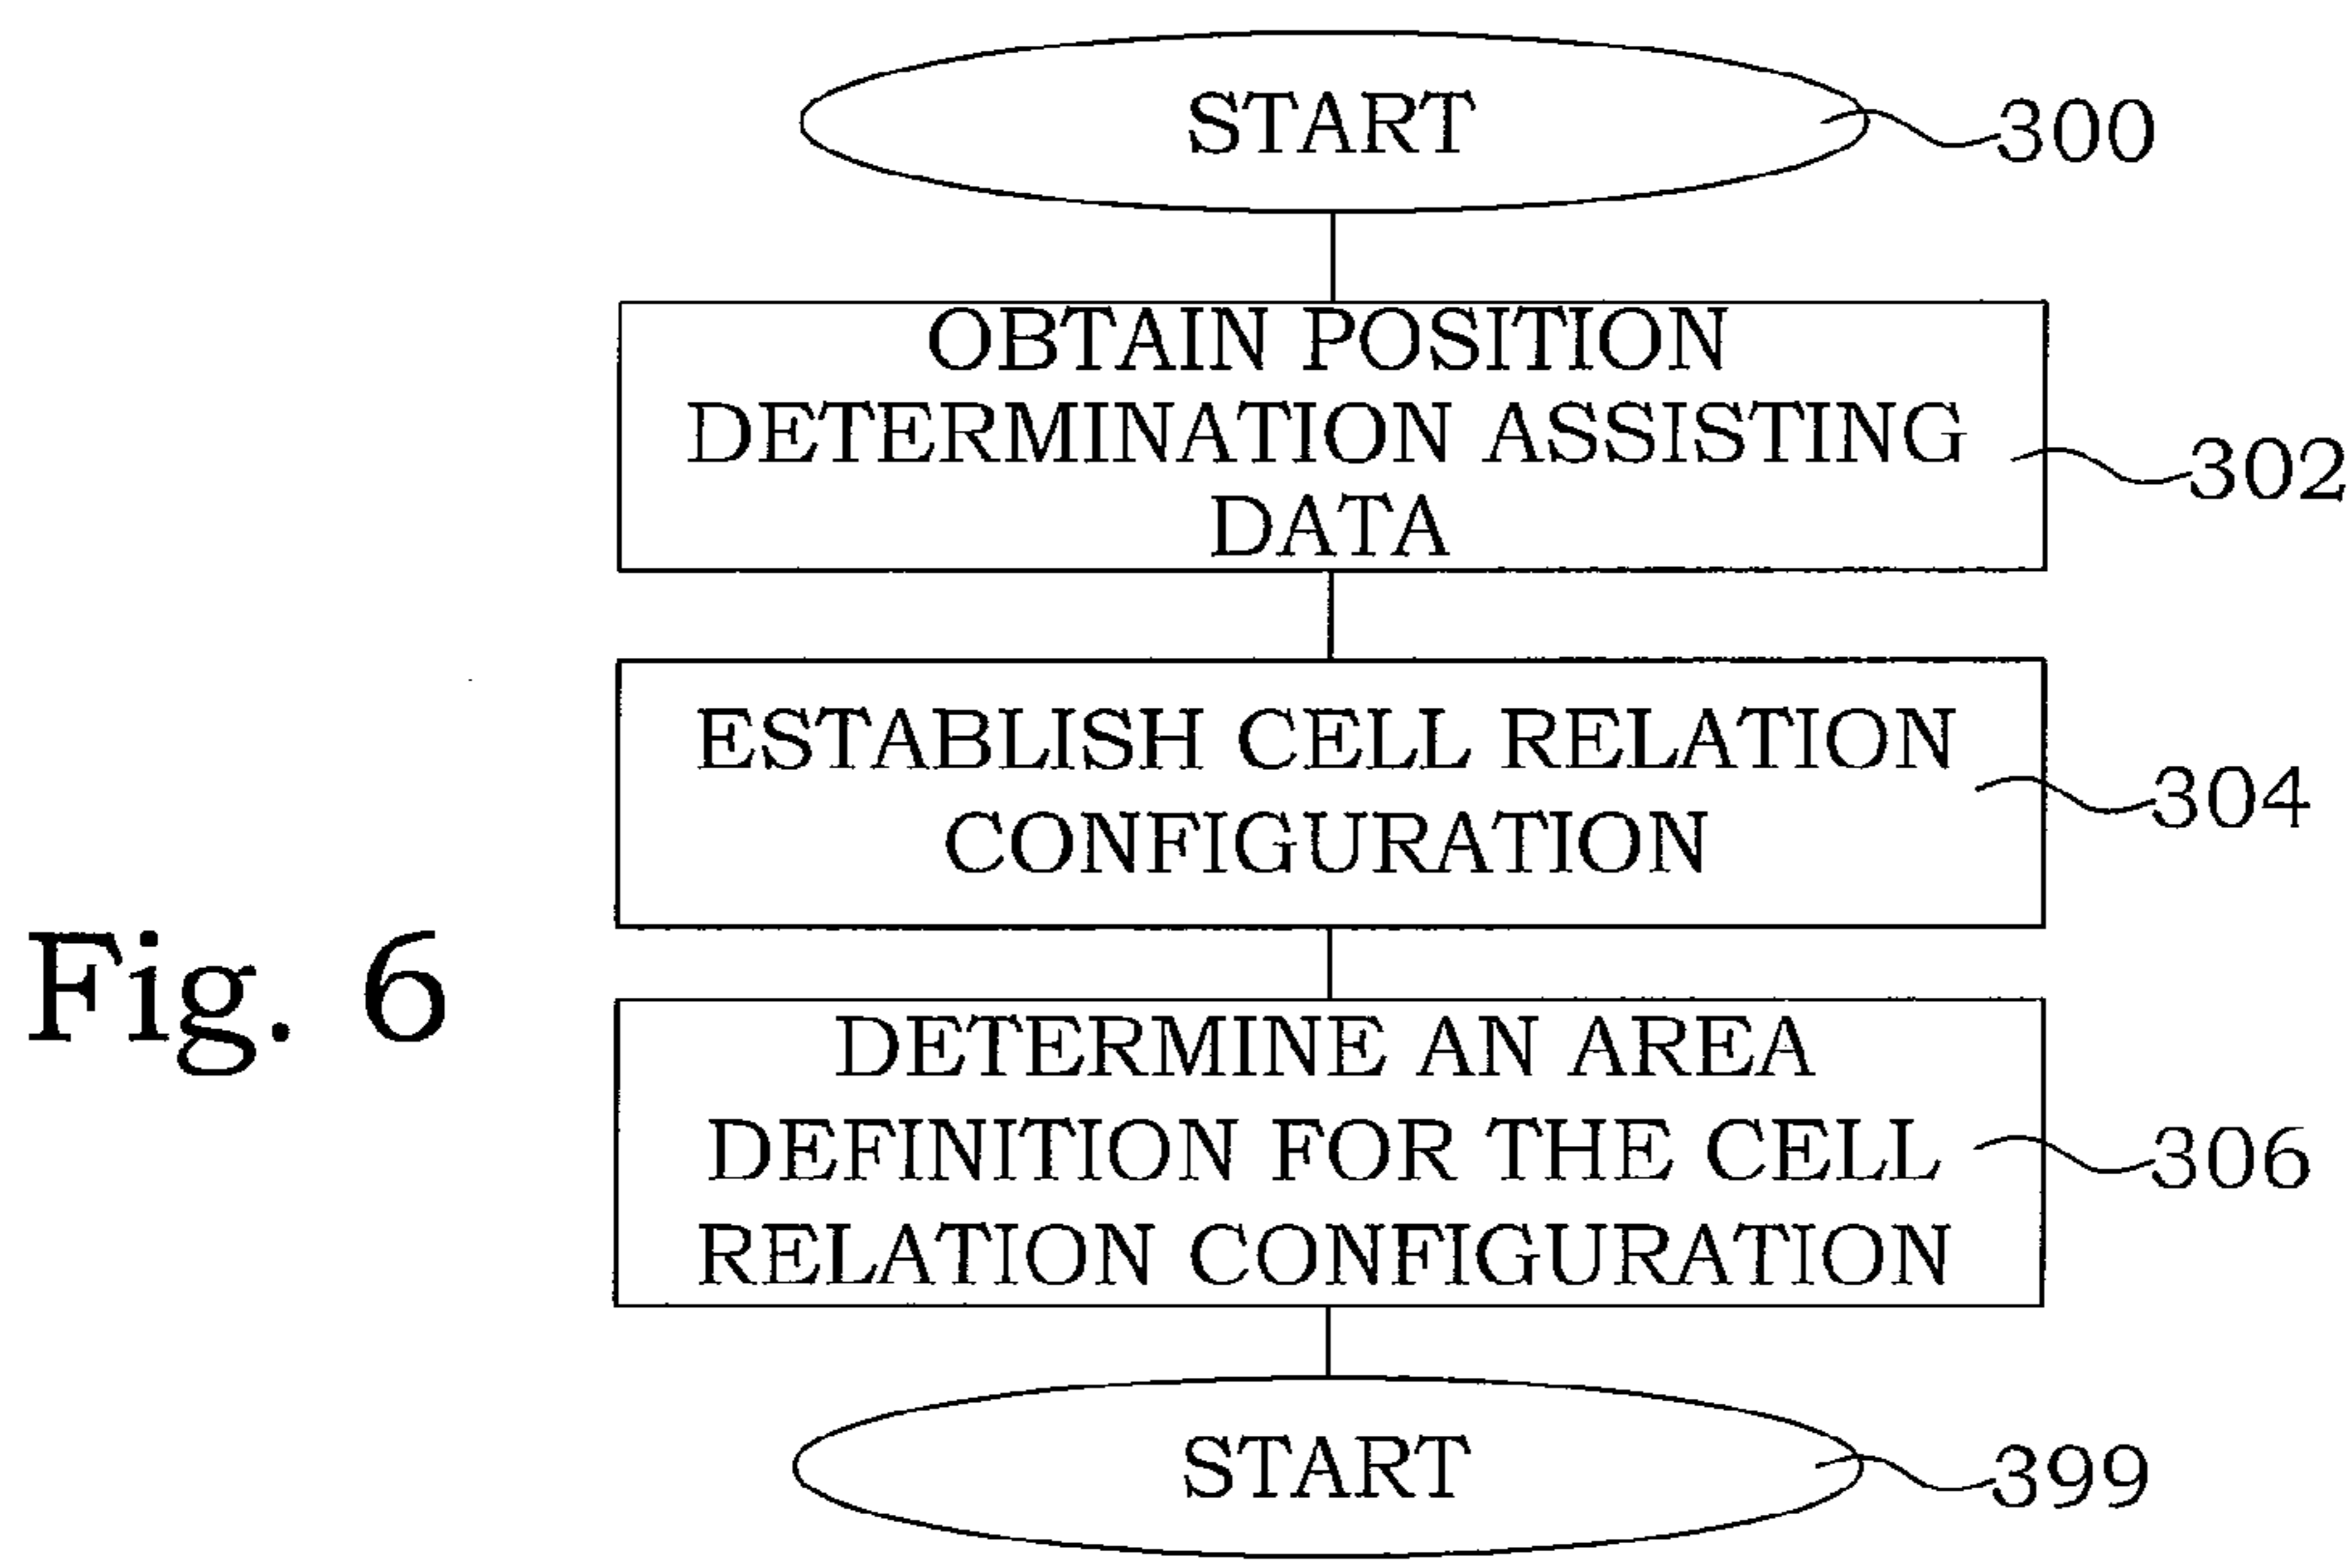 START
300
OBTAIN POSITION
DETERMINATION ASSISTING
DATA
302
ESTABLISH CELL RELATION
CONFIGURATION
304
Fig. 6
DETERMINE AN AREA
DEFINITION FOR THE CELL
RELATION CONFIGURATION
306
START
399